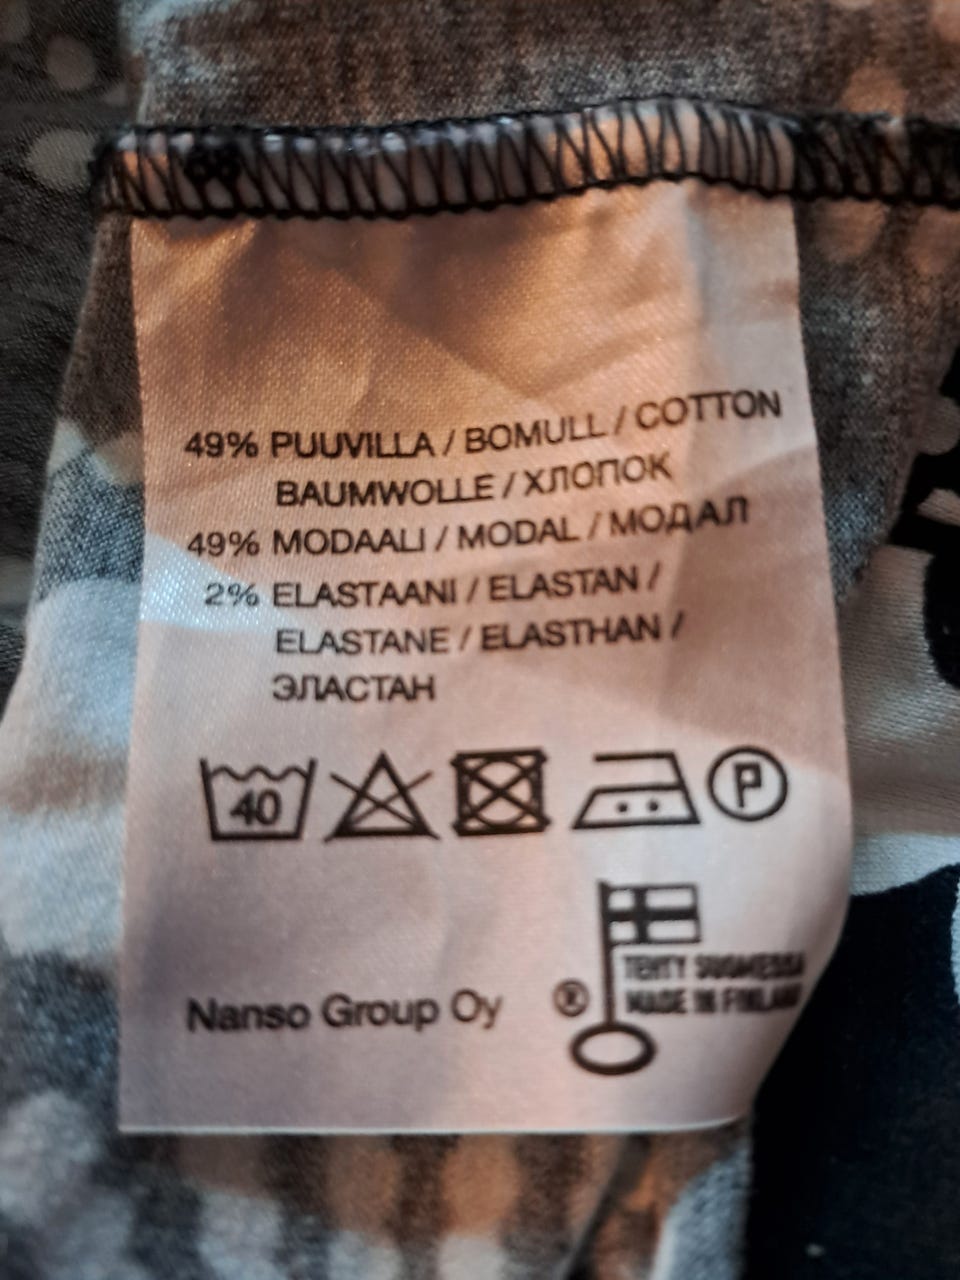 49% PUUVILLA / BOMULL / COTTON
BAUMWOLLE / ХЛОПОК
49% MODAALI / MODAL / МОДАЛ
2% ELASTAANI / ELASTAN /
ELASTANE / ELASTHAN /
ЭЛАСТАН
40
P
TEHTY SUOMESSA
Nanso Group Oy ® MADE IN FINLAND